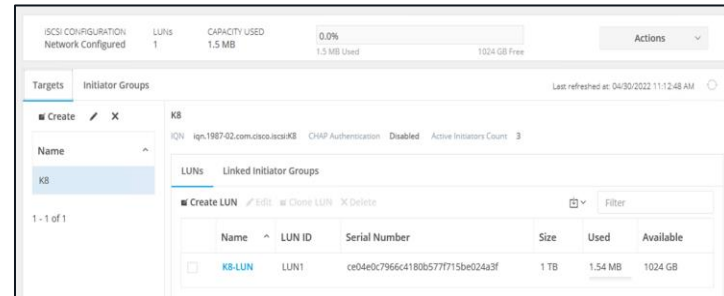 iSCSI CONFIGURATION LUNs CAPACITY USED 0.0% Actions
Network Configured 1 1.5 MB 1.5 MB Used 1024 GB Free
Targets Initiator Groups Last refreshed at: 04/30/2022 11:12:48 AM
Create K8
IQN iqn.1987-02.com.cisco.iscsi:K8 CHAP Authentication Disabled Active Initiators Count 3
Name
LUNs Linked Initiator Groups
K8
Create LUN Edit Clone LUN Delete Filter
1 - 1 of 1
Name LUN ID Serial Number Size Used Available
K8-LUN LUN1 ce04e0c7966c4180b577f715be024a3f 1 TB 1.54 MB 1024 GB